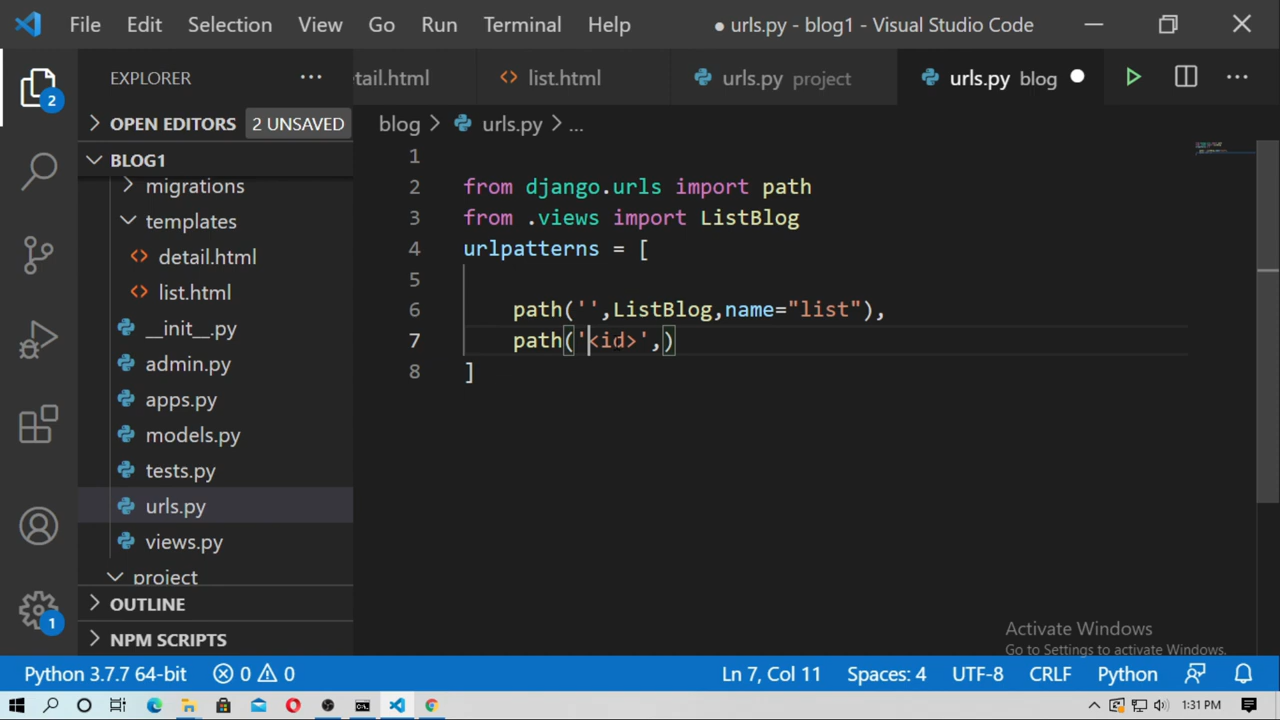 File Edit Selection View Go Run Terminal Help
● urls.py - blog1 - Visual Studio Code
EXPLORER ...
etail.html
<> list.html
urls.py project
urls.py blog
...
2
OPEN EDITORS 2 UNSAVED
BLOG1
migrations
templates
<> detail.html
<> list.html
__init__.py
admin.py
apps.py
models.py
tests.py
urls.py
views.py
project
OUTLINE
NPM SCRIPTS
1
blog > urls.py > ...
1
2 from django.urls import path
3 from .views import ListBlog
4 urlpatterns = [
5
6 path('',ListBlog,name="list"),
7 path('<id>',)
8 ]
Activate Windows
Go to Settings to activate Windows.
Python 3.7.7 64-bit 0 0 Ln 7, Col 11 Spaces: 4 UTF-8 CRLF Python
1:31 PM